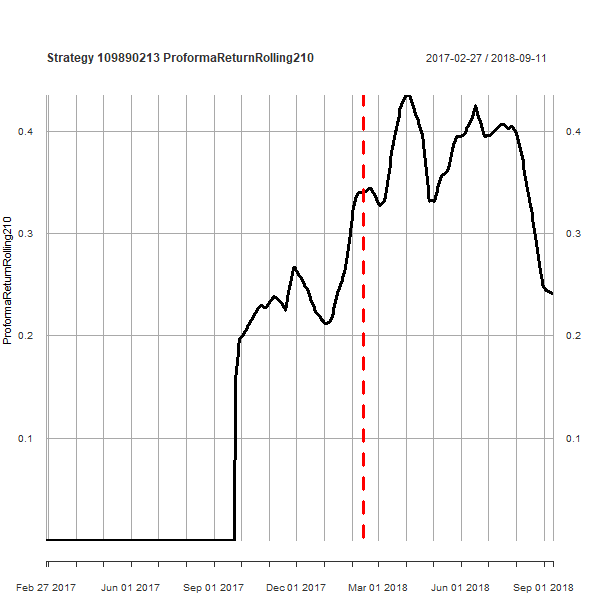 Strategy 109890213 ProformaReturnRolling210
2017-02-27 / 2018-09-11
0.4
0.4
0.3
0.3
0.2
0.2
0.1
0.1
ProformaReturnRolling210
Feb 27 2017
Jun 01 2017
Sep 01 2017
Dec 01 2017
Mar 01 2018
Jun 01 2018
Sep 01 2018